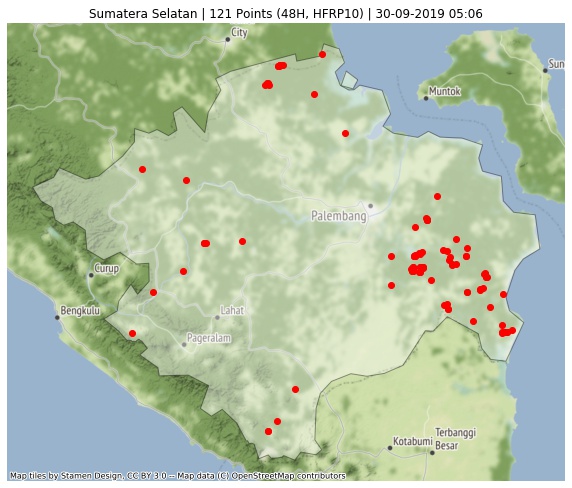 Sumatera Selatan | 121 Points (48H, HFRP10) | 30-09-2019 05:06
City
Sun
Muntok
Palembang
Curup
Bengkulu
Lahat
Pageralam
Terbanggi
Besar
Kotabumi
Map tiles by Stamen Design, CC BY 3.0 -- Map data (C) OpenStreetMap contributors